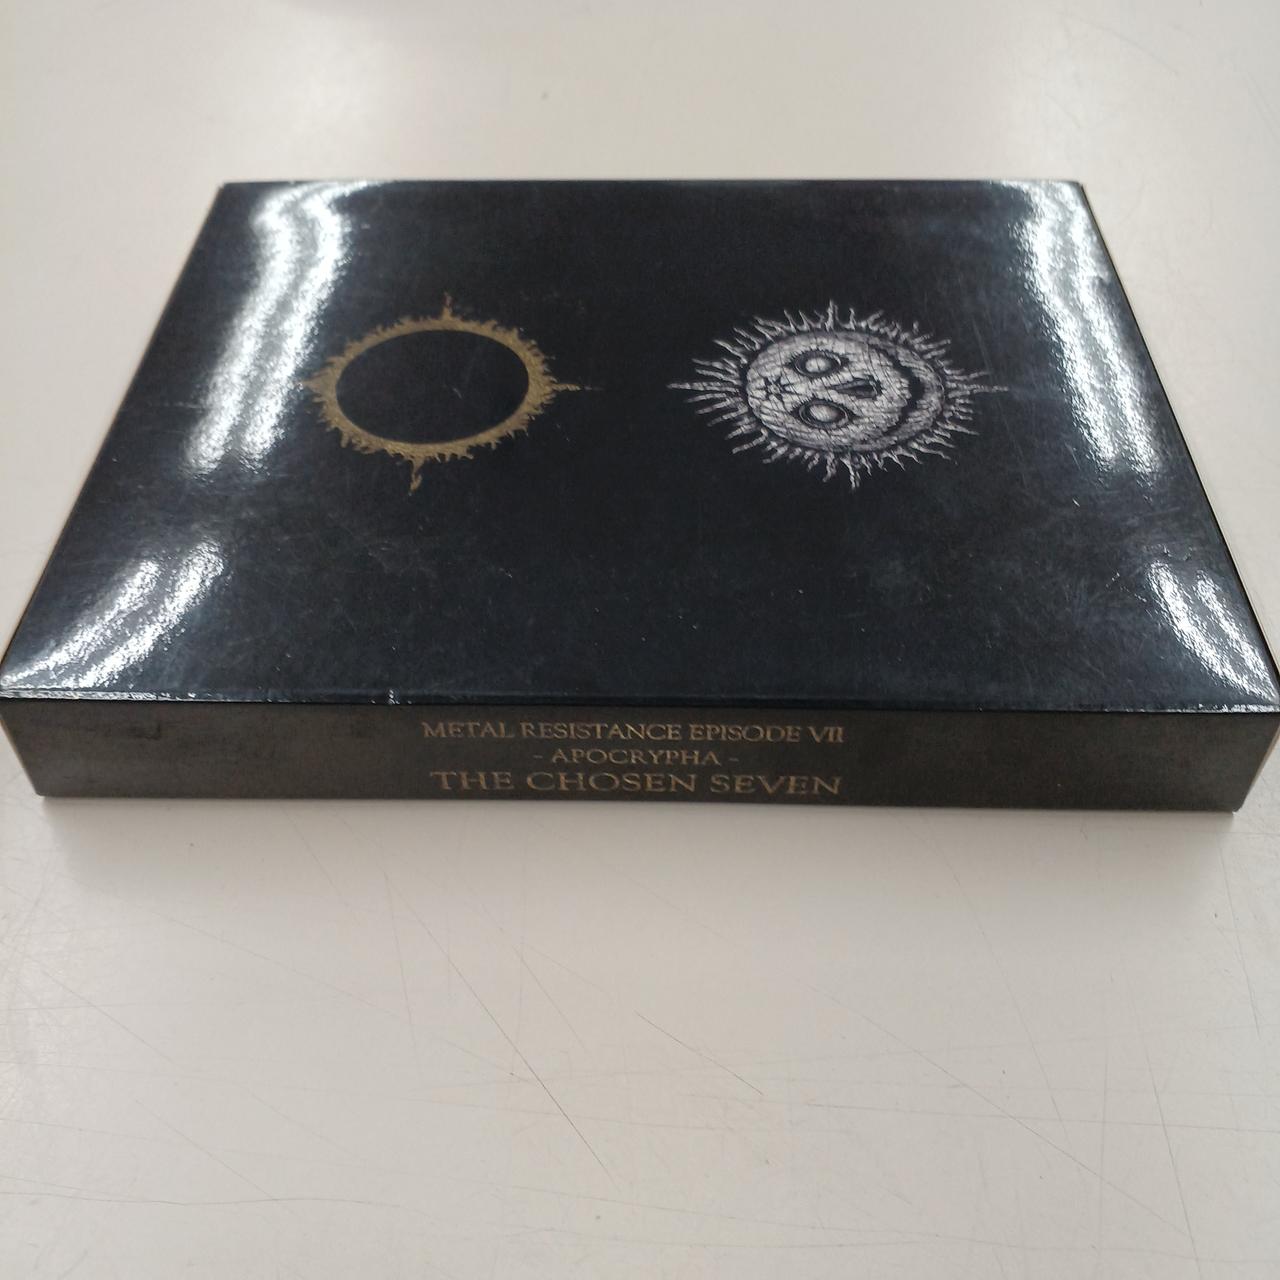 METAL RESISTANCE EPISODE VII
- APOCRYPHA -
THE CHOSEN SEVEN